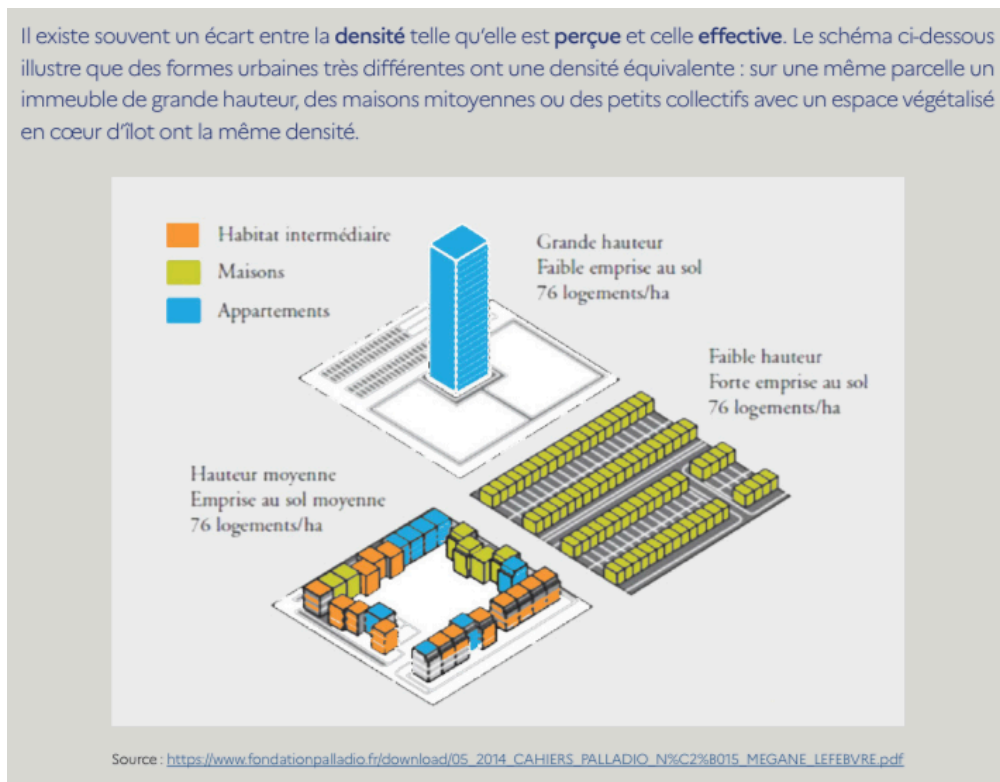 Il existe souvent un écart entre la densité telle qu'elle est perçue et celle effective. Le schéma ci-dessous
illustre que des formes urbaines très différentes ont une densité équivalente : sur une même parcelle un
immeuble de grande hauteur, des maisons mitoyennes ou des petits collectifs avec un espace végétalisé
en cœur d'îlot ont la même densité.
Habitat intermédiaire
Maisons
Appartements
Grande hauteur
Faible emprise au sol
76 logements/ha
Faible hauteur
Forte emprise au sol
76 logements/ha
Hauteur moyenne
Emprise au sol moyenne
76 logements/ha
Source : https://www.fondationpalladio.fr/download/05_2014_CAHIERS_PALLADIO_N%C2%B015_MEGANE_LEFEBVRE.pdf